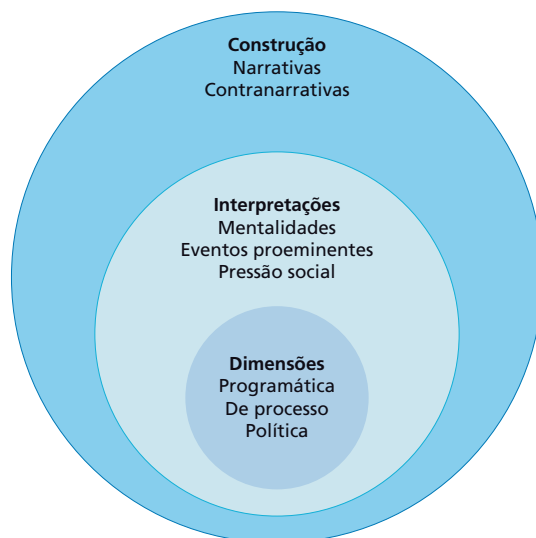 Construção
Narrativas
Contranarrativas
Interpretações
Mentalidades
Eventos proeminentes
Pressão social
Dimensões
Programática
De processo
Política